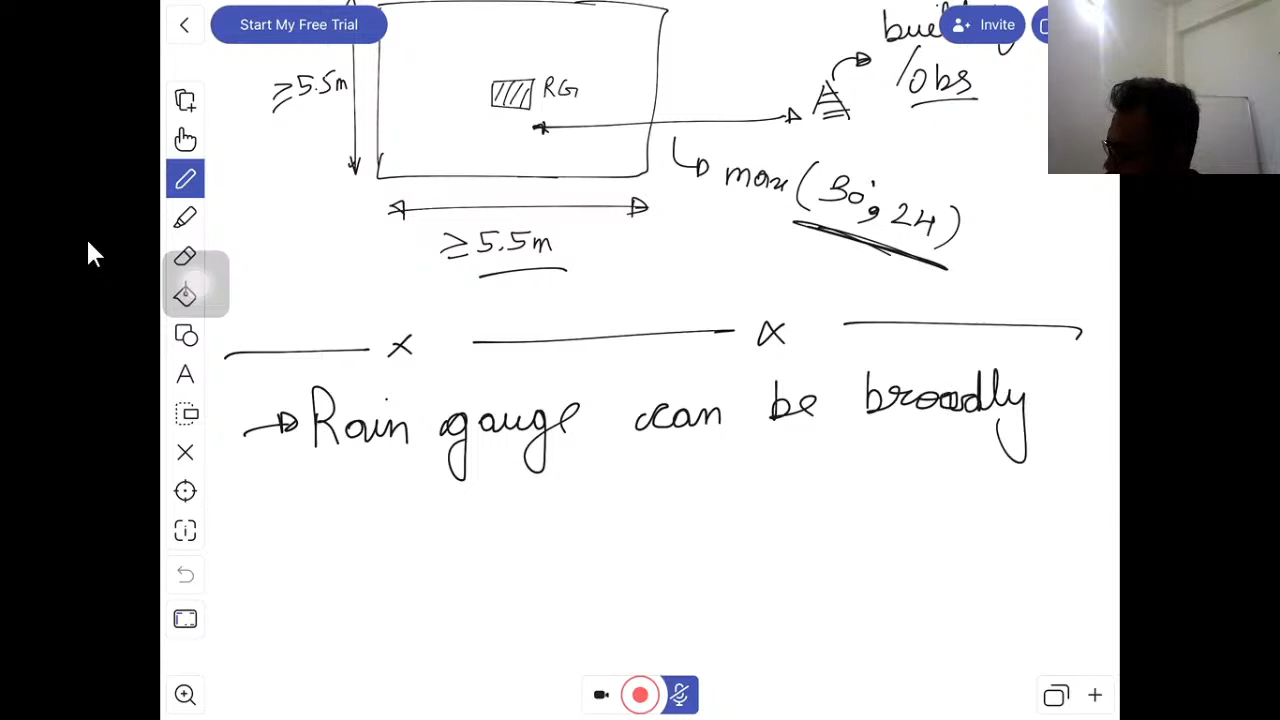 Start My Free Trial
Invite
≥5.5m
RG
/obs
max (30, 24)
≥ 5.5m
x x
→ Rain gauge can be broadly
A